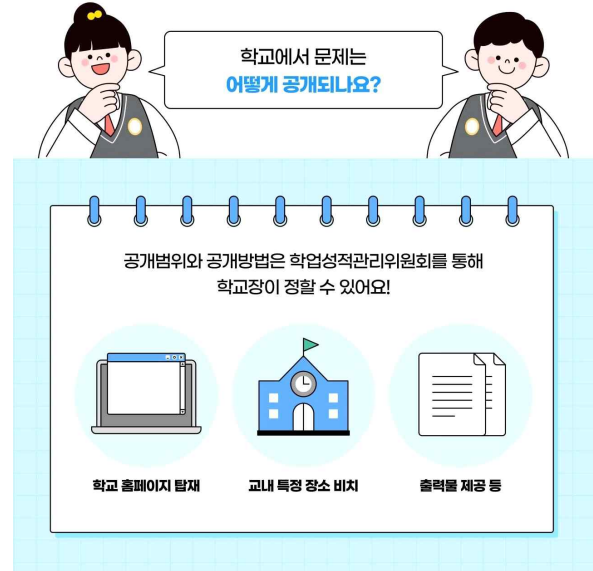 학교에서 문제는
어떻게 공개되나요?
공개범위와 공개방법은 학업성적관리위원회를 통해
학교장이 정할 수 있어요!
학교 홈페이지 탑재
교내 특정 장소 비치
출력물 제공 등